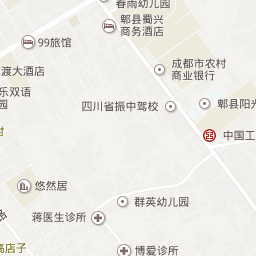 春雨幼儿园
郫县蜀兴
商务酒店
99旅馆
成都市农村
商业银行
渡大酒店
乐双语
园
四川省振中驾校
郫县阳光
中国工
村
悠然居
群英幼儿园
蒋医生诊所
高店子
博爱诊所